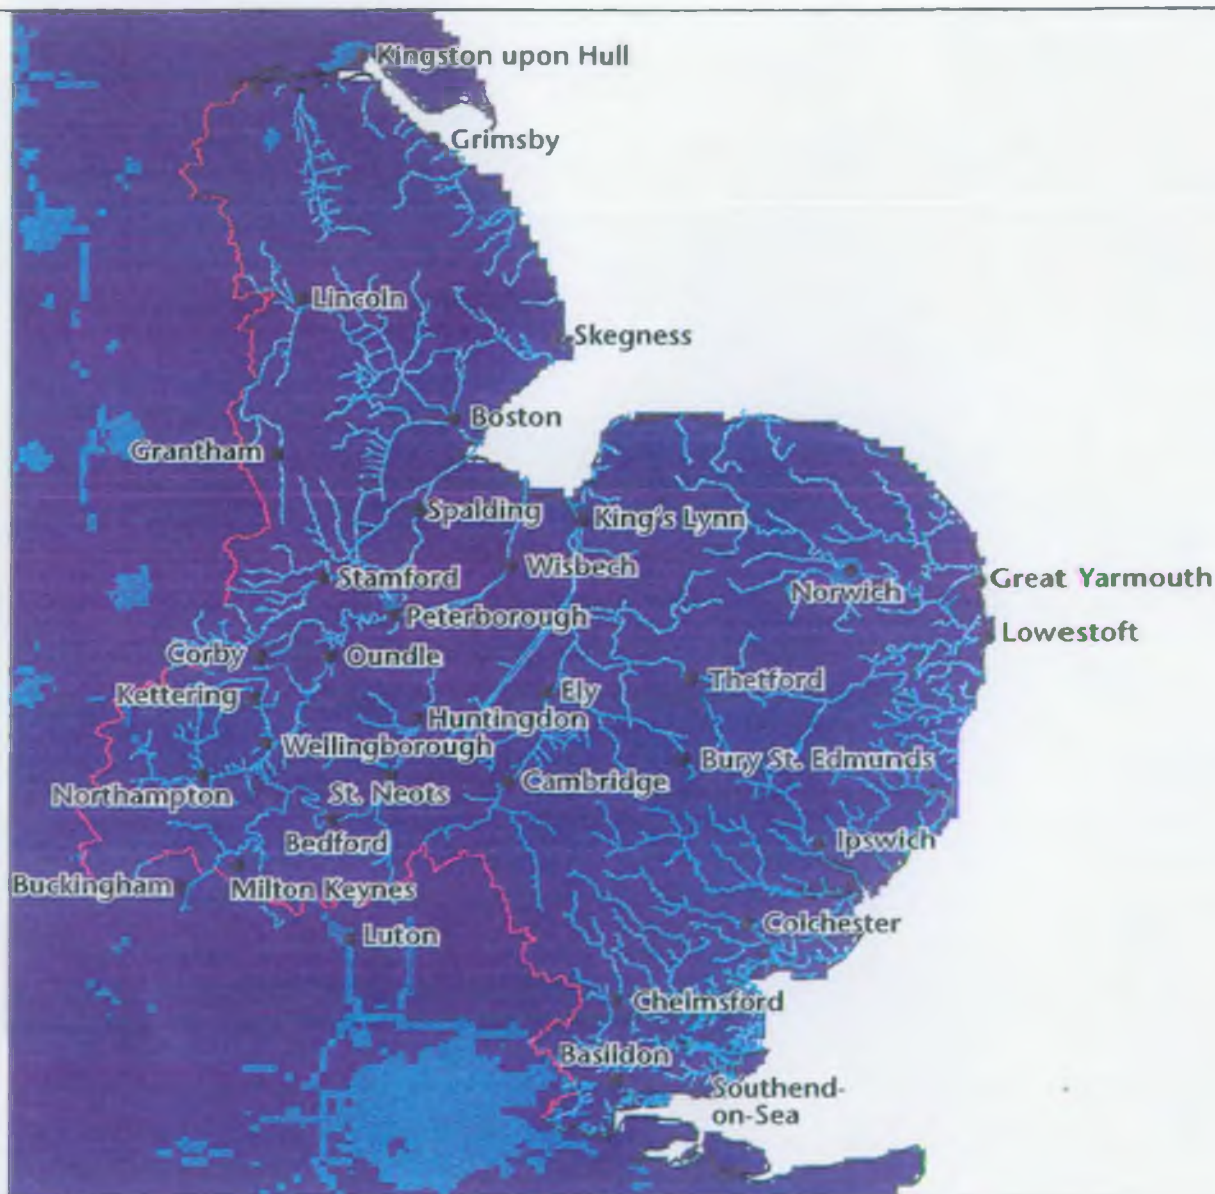 Kingston upon Hull
Grimsby
Lincoln
Skegness
Boston
Grantham
Spalding
King's Lynn
Wisbech
Stamford
Norwich
Great Yarmouth
Peterborough
Lowestoft
Corby
Oundle
Thetford
Kettering
Ely
Huntingdon
Wellingborough
Bury St. Edmunds
Cambridge
Northampton
St. Neots
Bedford
Ipswich
Buckingham
Milton Keynes
Colchester
Luton
Chelmsford
Basildon
Southend-
on-Sea